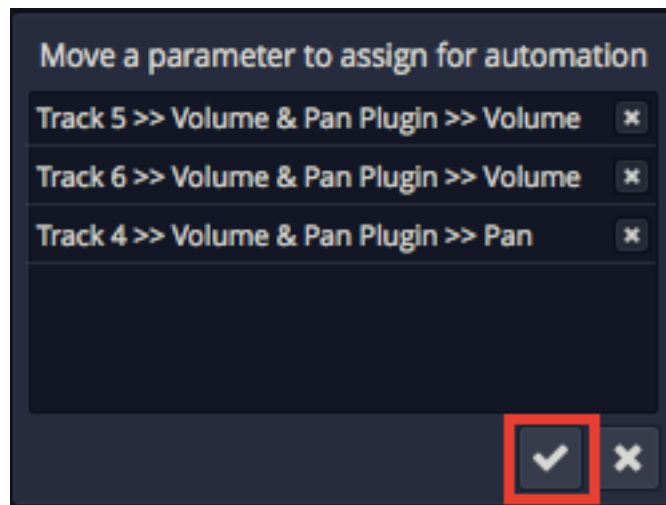 Move a parameter to assign for automation
Track 5 >> Volume & Pan Plugin >> Volume
Track 6 >> Volume & Pan Plugin >> Volume
Track 4 >> Volume & Pan Plugin >> Pan